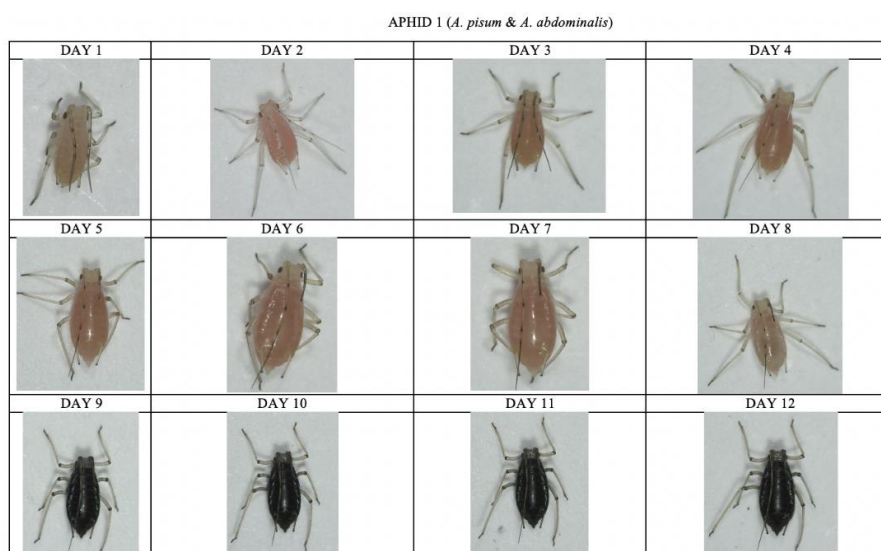 APHID 1 (A. pisum & A. abdominalis)
DAY 1 DAY 2 DAY 3 DAY 4
DAY 5 DAY 6 DAY 7 DAY 8
DAY 9 DAY 10 DAY 11 DAY 12